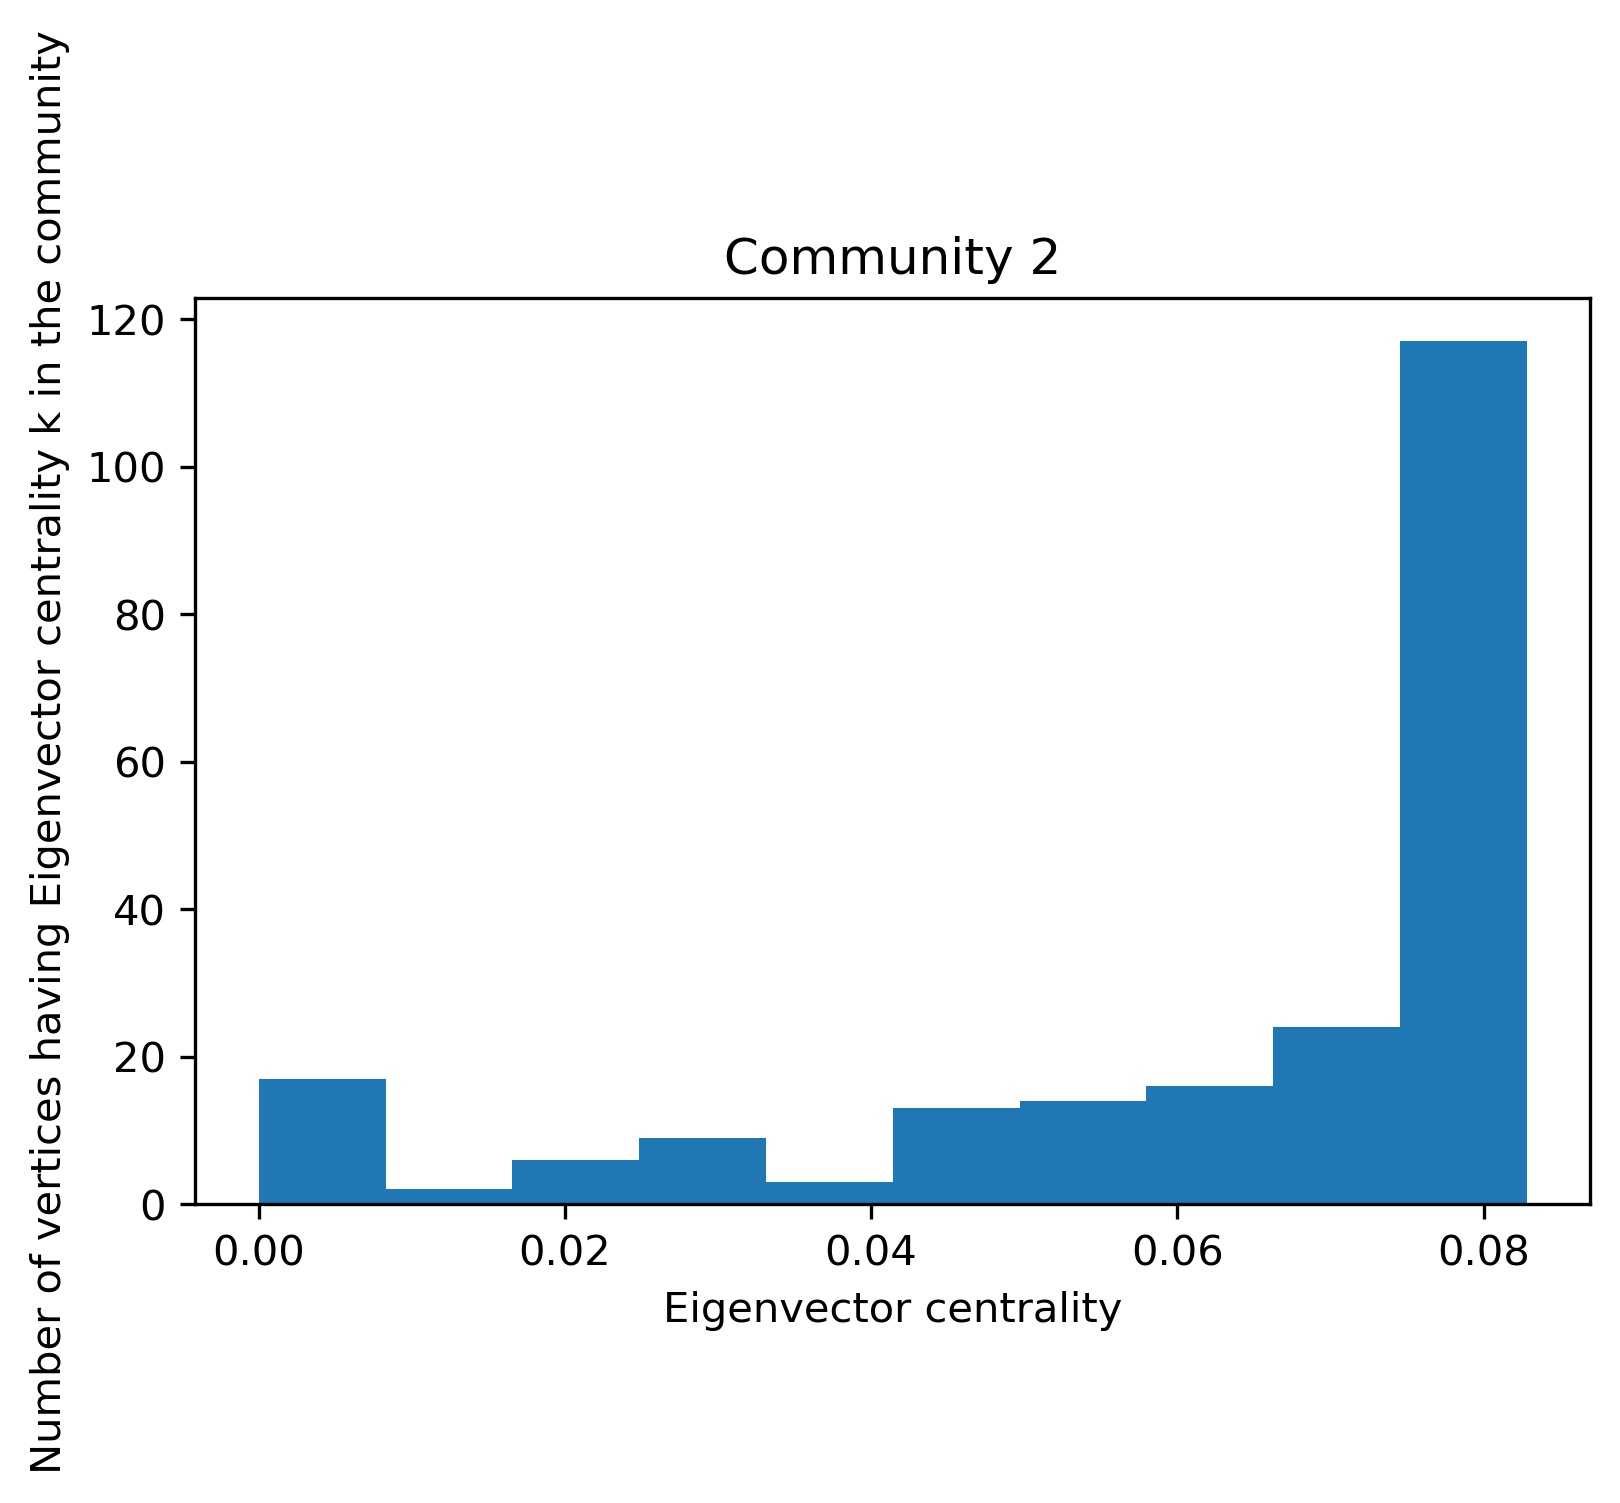 Community 2
Number of vertices having Eigenvector centrality k in the community
120
100
80
60
40
20
0
0.00 0.02 0.04 0.06 0.08
Eigenvector centrality